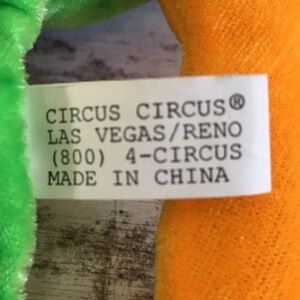 CIRCUS CIRCUS®
LAS VEGAS/RENO
(800) 4-CIRCUS
MADE IN CHINA